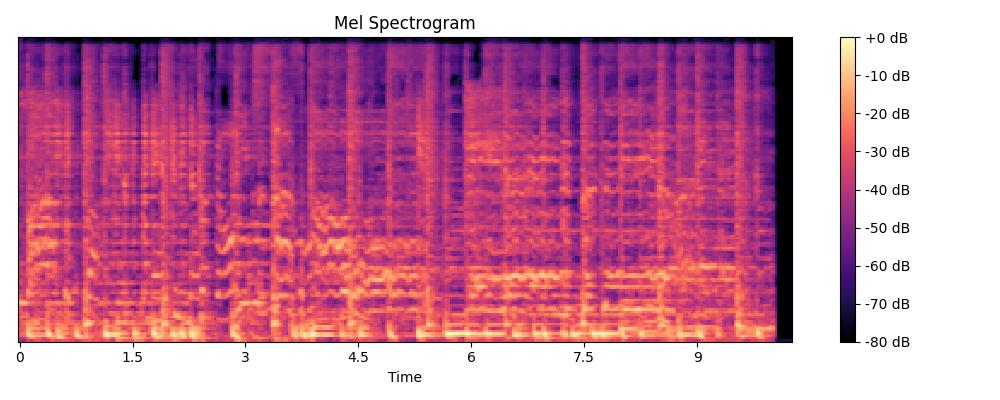 Mel Spectrogram
+0 dB
-10 dB
-20 dB
-30 dB
-40 dB
-50 dB
-60 dB
-70 dB
-80 dB
0 1.5 3 4.5 6 7.5 9
Time